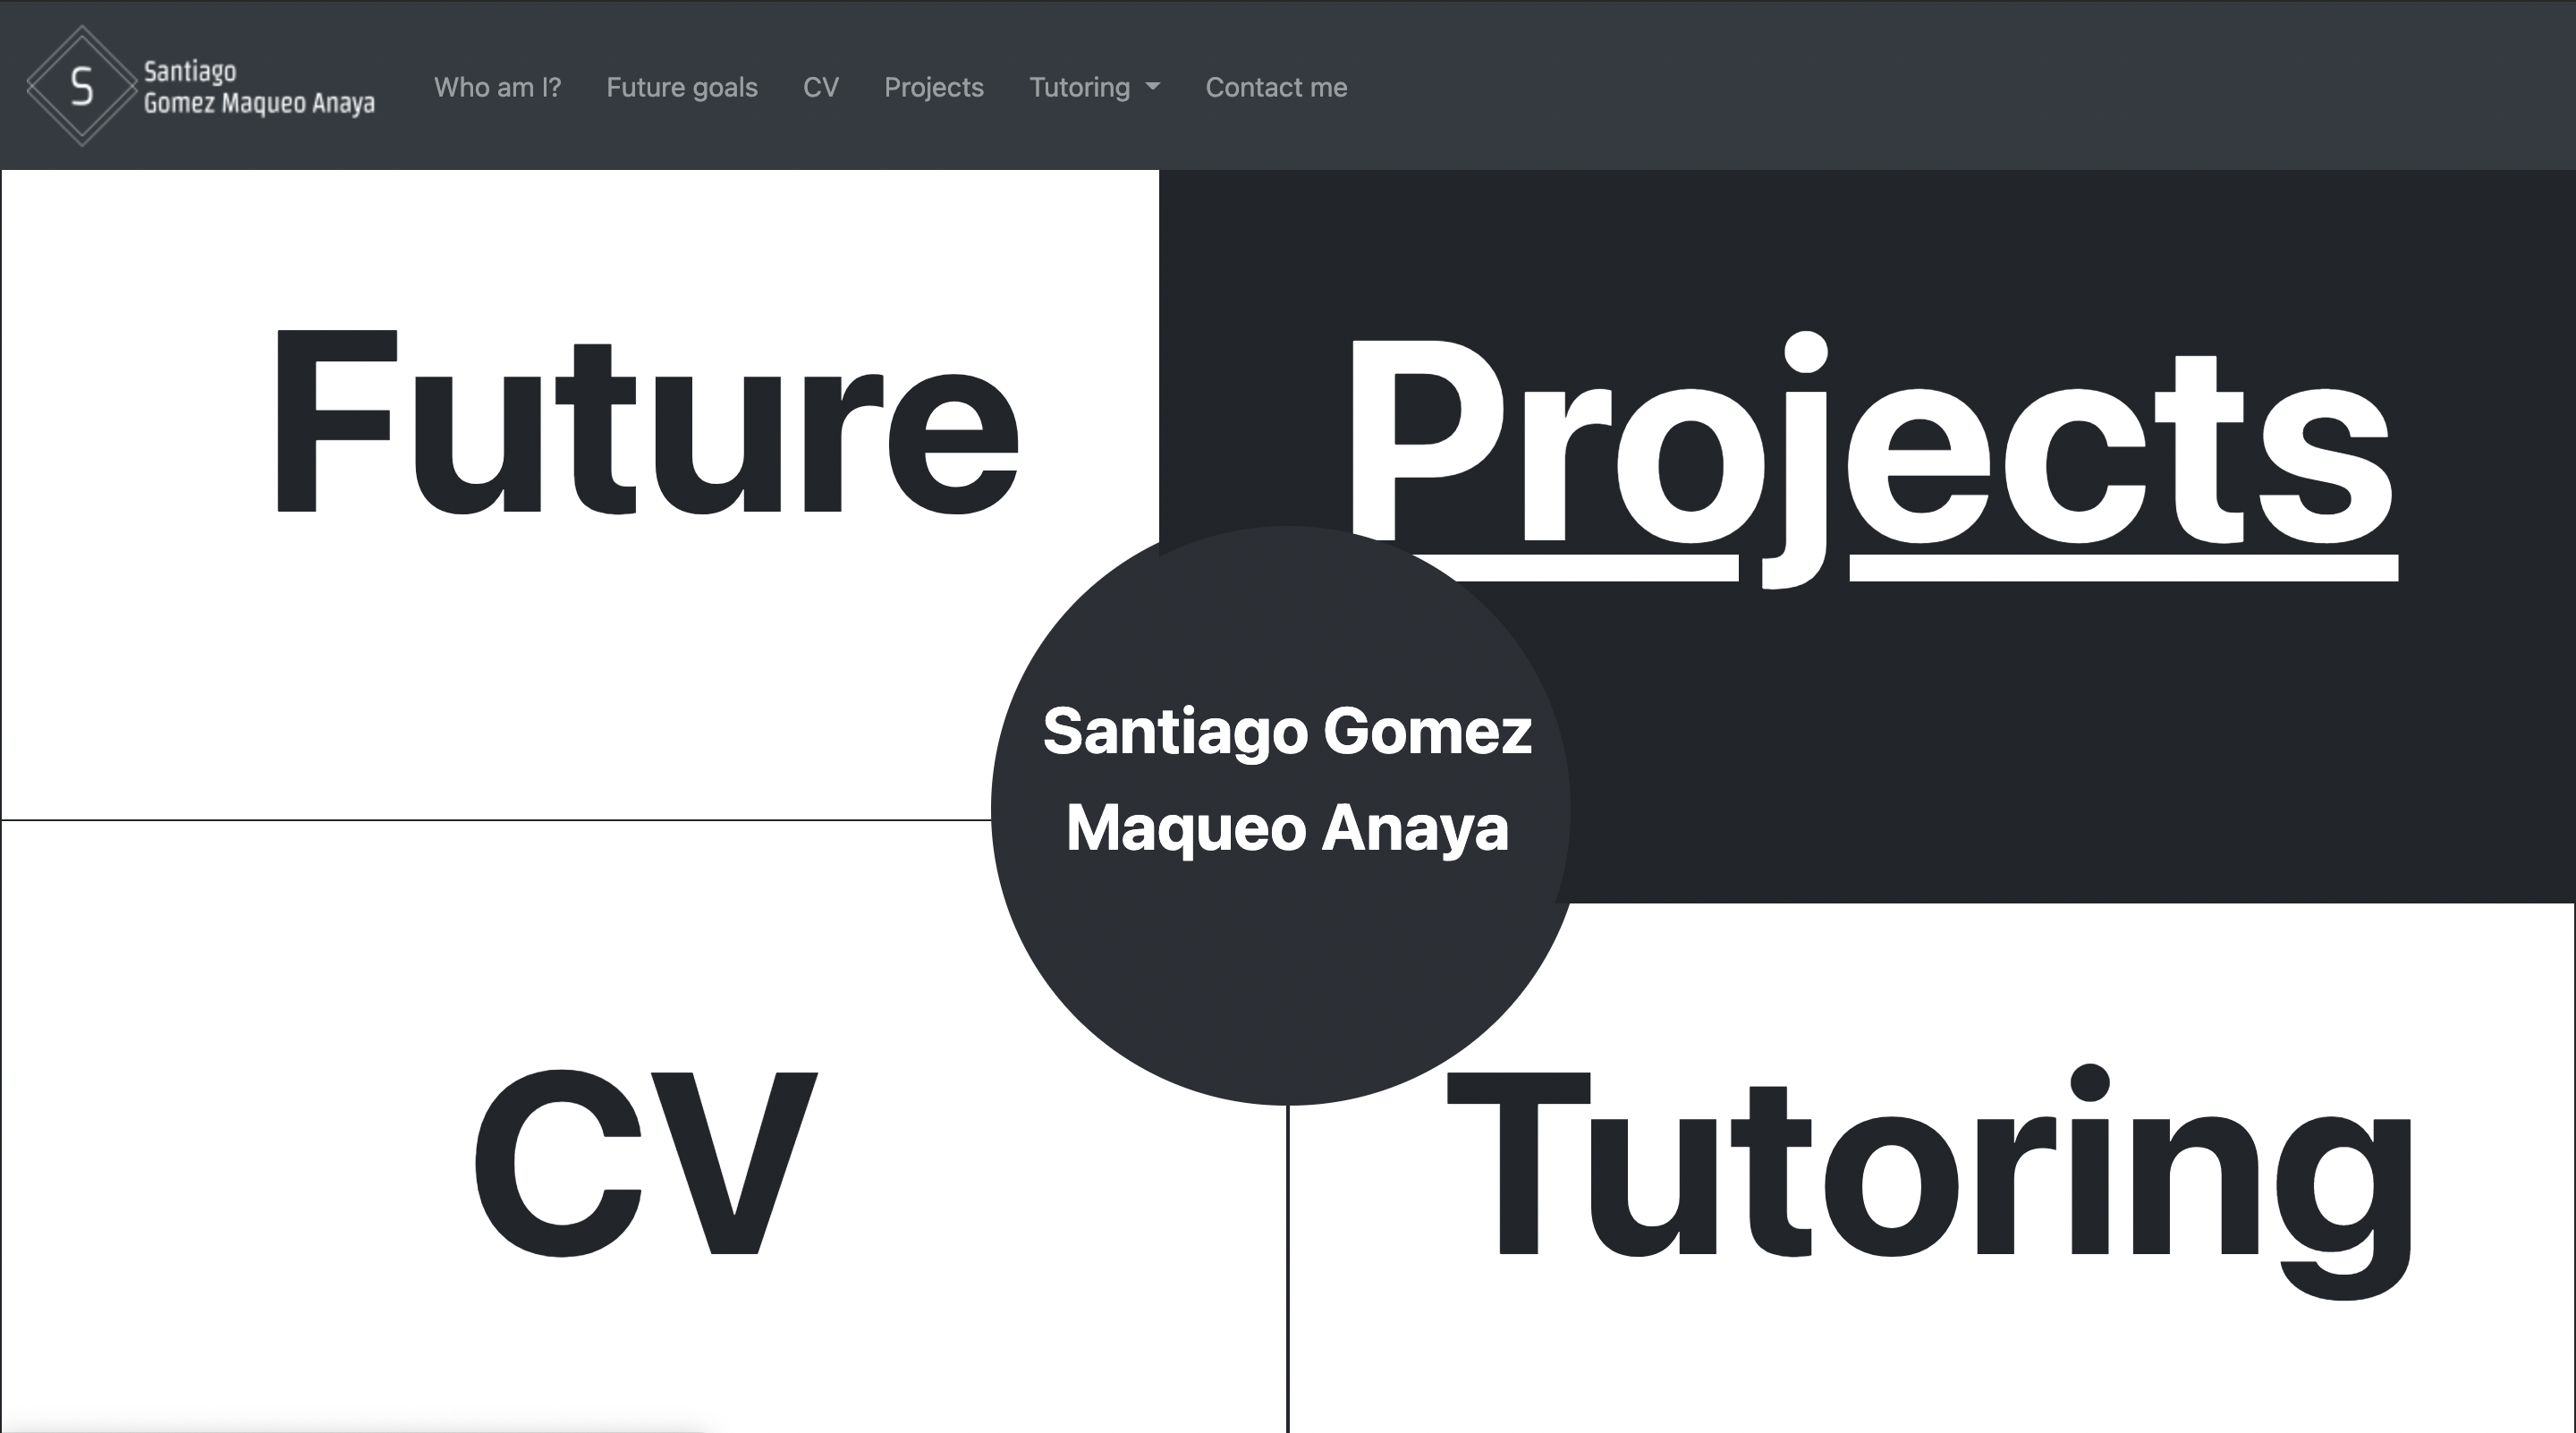 S
Santiago
Gomez Maqueo Anaya
Who am I?
Future goals
CV
Projects
Tutoring
Contact me
Future
Projects
Santiago Gomez
Maqueo Anaya
CV
Tutoring